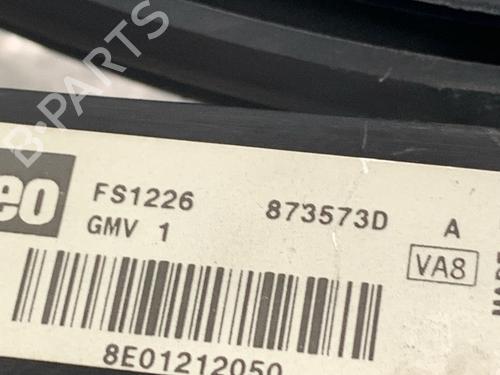 B-PARTS
eo
FS1226 873573D A
GMV 1 VA8
8E01212050